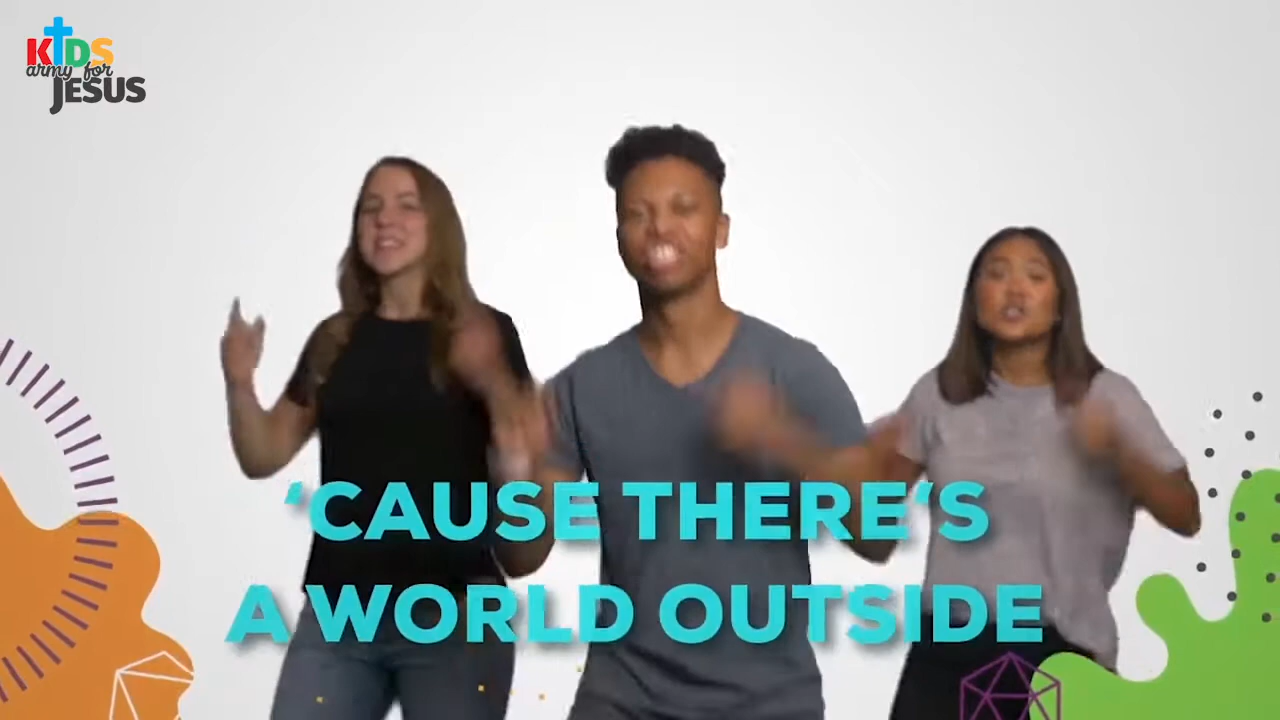 KIDS
army for
JESUS
‘CAUSE THERE‘S
A WORLD OUTSIDE